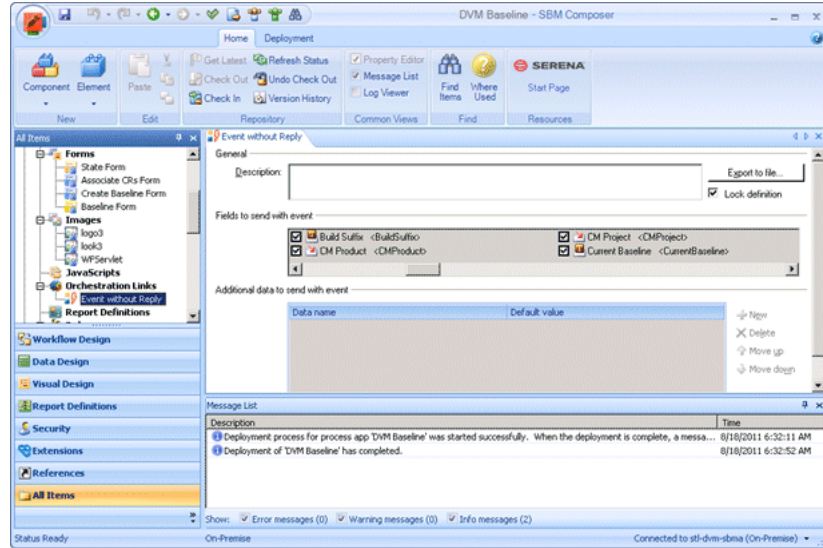 DVM Baseline - SBM Composer
Home Deployment
Component Element Paste
Get Latest Refresh Status
Check Out Undo Check Out
Check In Version History
Property Editor
Message List
Log Viewer
Find Items Where Used
SERENA
Start Page
New Edit Repository Common Views Find Resources
All Items
Forms
State Form
Associate CRs Form
Create Baseline Form
Baseline Form
Images
logo3
look3
WFServlet
JavaScripts
Orchestration Links
Event without Reply
Report Definitions
Workflow Design
Data Design
Visual Design
Report Definitions
Security
Extensions
References
All Items
Event without Reply
General
Description:
Export to file...
Lock definition
Fields to send with event
Build Suffix <BuildSuffix> CM Project <CMProject>
CM Product <CMProduct> Current Baseline <CurrentBaseline>
Additional data to send with event
Data name Default value
New
Delete
Move up
Move down
Message List
Description Time
Deployment process for process app 'DVM Baseline' was started successfully. When the deployment is complete, a messa... 8/18/2011 6:32:11 AM
Deployment of 'DVM Baseline' has completed. 8/18/2011 6:32:52 AM
Show: Error messages (0) Warning messages (0) Info messages (2)
Status Ready On-Premise Connected to stl-dvm-sbma (On-Premise)